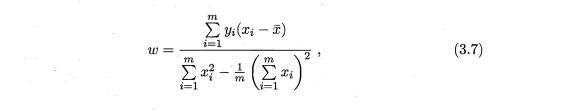 w = \frac{\sum_{i=1}^{m} y_i(x_i - \bar{x})}{\sum_{i=1}^{m} x_i^2 - \frac{1}{m} \left( \sum_{i=1}^{m} x_i \right)^2} , (3.7)